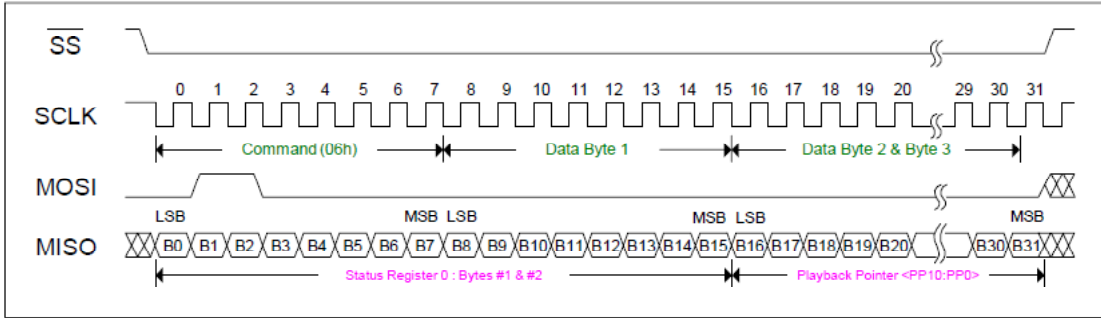 SS
0 1 2 3 4 5 6 7 8 9 10 11 12 13 14 15 16 17 18 19 20 29 30 31
SCLK
Command (06h) Data Byte 1 Data Byte 2 & Byte 3
MOSI
LSB MSB LSB MSB LSB MSB
MISO B0 B1 B2 B3 B4 B5 B6 B7 B8 B9 B10 B11 B12 B13 B14 B15 B16 B17 B18 B19 B20 B30 B31
Status Register 0 : Bytes #1 & #2 Playback Pointer <PP10:PP0>